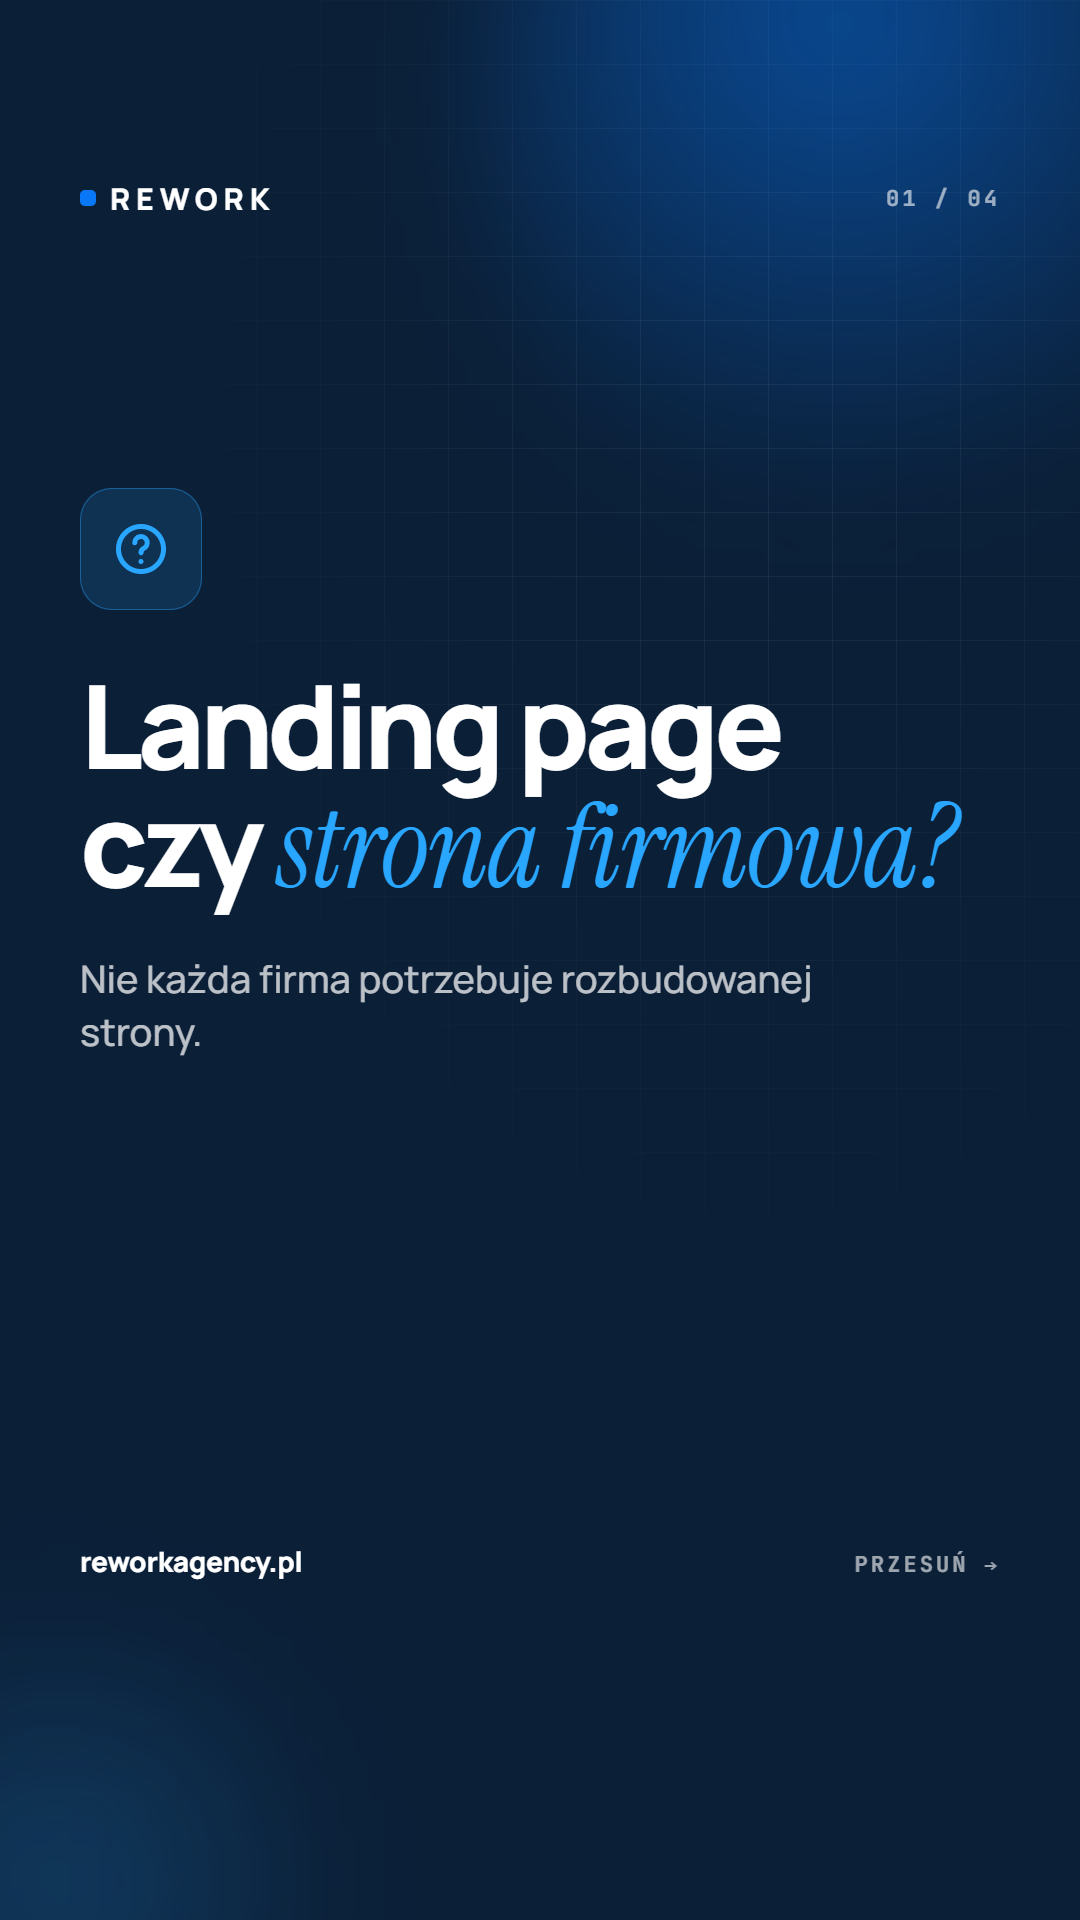 REWORK
01 / 04
Landing page
czy strona firmowa?
Nie każda firma potrzebuje rozbudowanej
strony.
reworkagency.pl
PRZESUŃ →